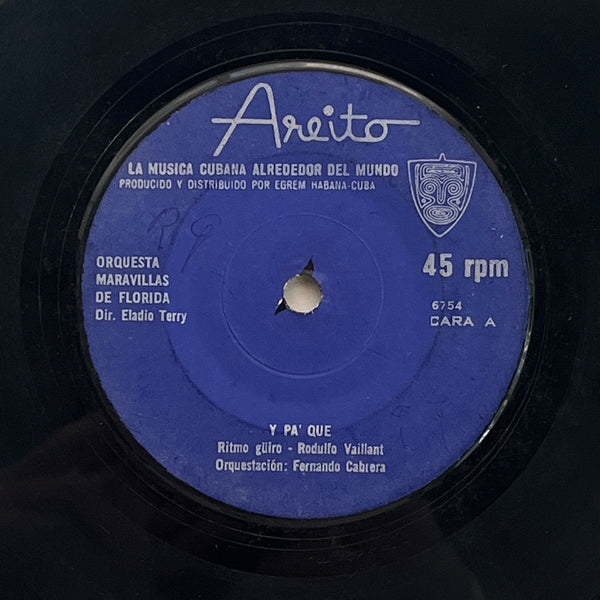 Areito
LA MUSICA CUBANA ALREDEDOR DEL MUNDO
PRODUCIDO Y DISTRIBUIDO POR EGREM HABANA-CUBA
RG
ORQUESTA
MARAVILLAS
DE FLORIDA
Dir. Eladio Terry
45 rpm
6754
CARA A
Y PA' QUE
Ritmo güiro - Rodulfo Vaillant
Orquestación: Fernando Cabrera